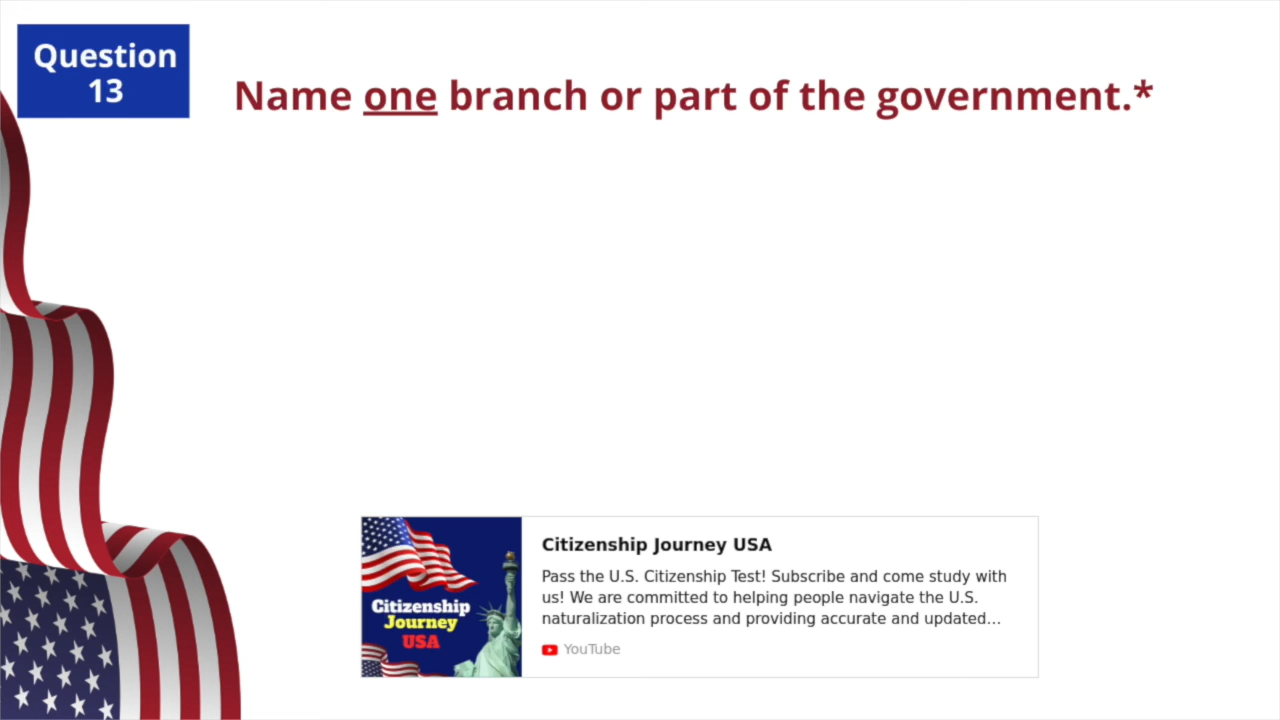 Question
13
Name one branch or part of the government.*
Citizenship Journey USA
Pass the U.S. Citizenship Test! Subscribe and come study with
us! We are committed to helping people navigate the U.S.
naturalization process and providing accurate and updated...
YouTube
Citizenship
Journey
USA